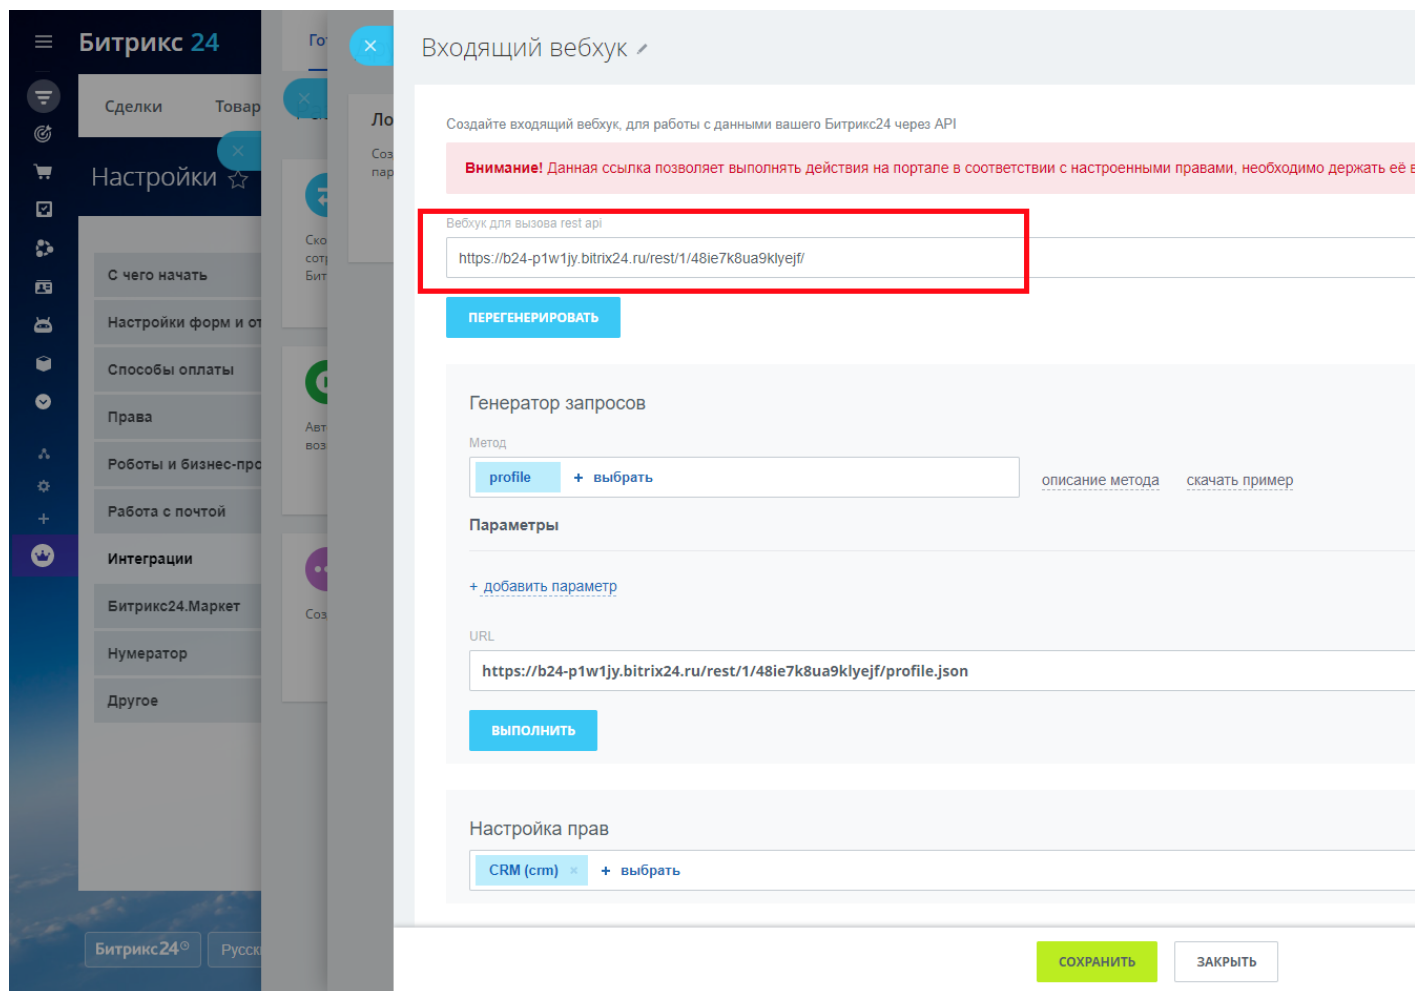 Битрикс 24
Сделки
Настройки
С чего начать
Настройки форм и
Способы оплаты
Права
Роботы и
Работа с почтой
Интеграции
Битрикс24.Маркет
Нумератор
Другое
Битрикс24
Входящий вебхук
Создайте входящий вебхук, для работы с данными вашего Битрикс24 через API
Внимание! Данная ссылка позволяет выполнять действия на портале в соответствии с настроенными правами, необходимо держать её в
Вебхук для вызова rest api
https://b24-p1w1jy.bitrix24.ru/rest/1/48ie7k8ua9klyejf/
ПЕРЕГЕНЕРИРОВАТЬ
Генератор запросов
Метод
profile + выбрать описание метода скачать пример
Параметры
+ добавить параметр
URL
https://b24-p1w1jy.bitrix24.ru/rest/1/48ie7k8ua9klyejf/profile.json
ВЫПОЛНИТЬ
Настройка прав
CRM (crm) × + выбрать
СОХРАНИТЬ ЗАКРЫТЬ